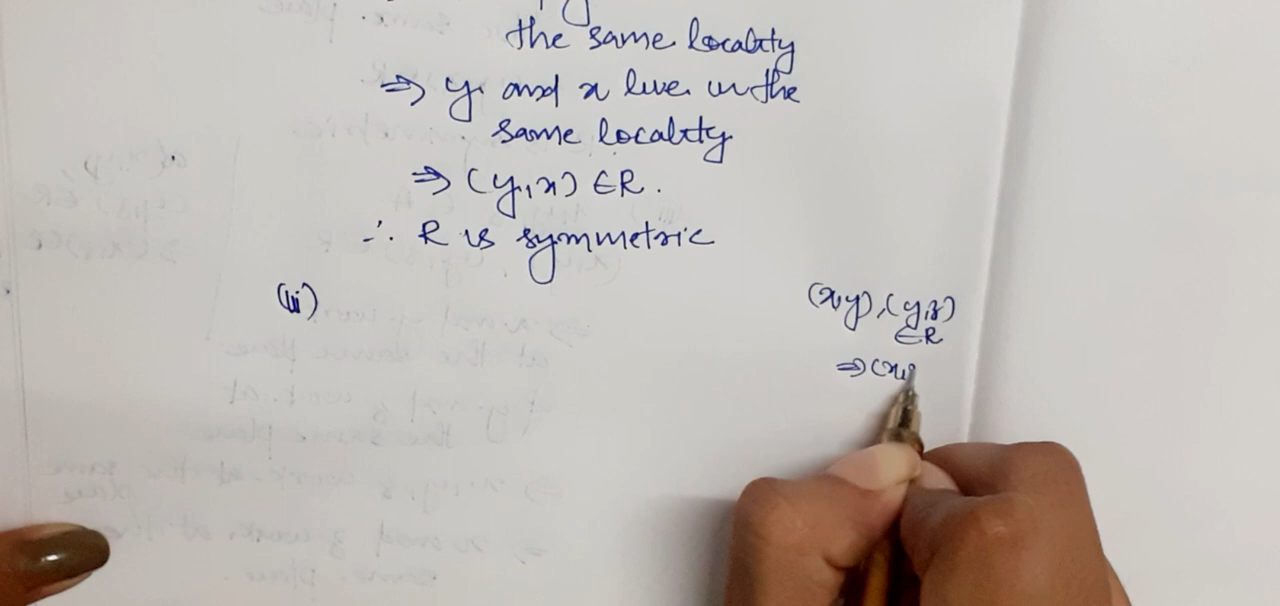 the same locality
⇒ y and x live in the
same locality
⇒ (y,x) ∈R.
∴ R is symmetric
(iii)
(x,y),(y,z)
∈R
⇒(x,